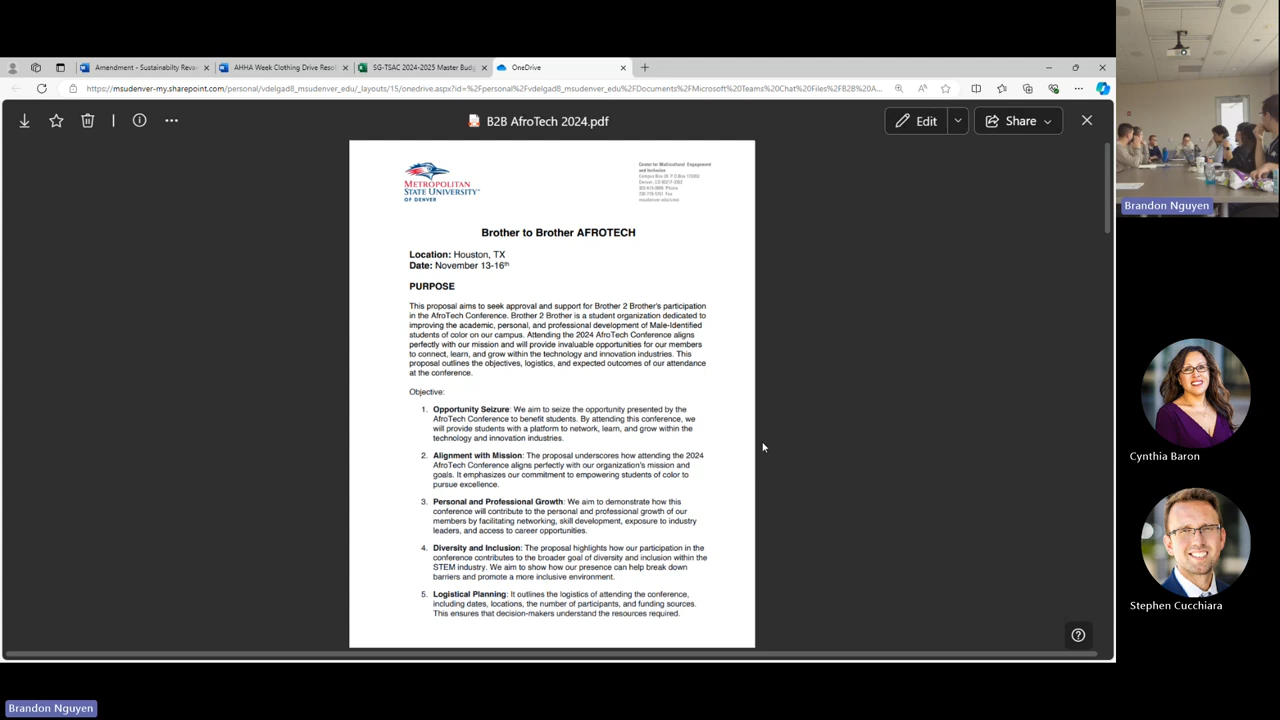 Amendment - Sustainabilty Reva
AHHA Week Clothing Drive Reso
SG-TSAC 2024-2025 Master Budg
OneDrive
https://msudenver-my.sharepoint.com/personal/vdelgad8_msudenver_edu/_layouts/15/onedrive.aspx?id=%2Fpersonal%2Fvdelgad8_msudenver_edu%2FDocuments%2FMicrosoft%20Teams%20Chat%20Files%2FB2B%20A...
B2B AfroTech 2024.pdf
Edit
Share
METROPOLITAN
STATE UNIVERSITY
OF DENVER
Center for Multicultural Engagement
and Inclusion
Denver, CO 80217-3362
msudenver.edu/cmei
Brother to Brother AFROTECH
Location: Houston, TX
Date: November 13-16th
PURPOSE
This proposal aims to seek approval and support for Brother 2 Brother's participation
in the AfroTech Conference. Brother 2 Brother is a student organization dedicated to
improving the academic, personal, and professional development of Male-Identified
students of color on our campus. Attending the 2024 AfroTech Conference aligns
perfectly with our mission and will provide invaluable opportunities for our members
to connect, learn, and grow within the technology and innovation industries. This
proposal outlines the objectives, logistics, and expected outcomes of our attendance
at the conference.
Objective:
1. Opportunity Seizure: We aim to seize the opportunity presented by the
AfroTech Conference to benefit students. By attending this conference, we
will provide students with a platform to network, learn, and grow within the
technology and innovation industries.
2. Alignment with Mission: The proposal underscores how attending the 2024
AfroTech Conference aligns perfectly with our organization's mission and
goals. It emphasizes our commitment to empowering students of color to
pursue excellence.
3. Personal and Professional Growth: We aim to demonstrate how this
conference will contribute to the personal and professional growth of our
members by facilitating networking, skill development, exposure to industry
leaders, and access to career opportunities.
4. Diversity and Inclusion: The proposal highlights how our participation in the
conference contributes to the broader goal of diversity and inclusion within the
STEM industry. We aim to show how our presence can help break down
barriers and promote a more inclusive environment.
5. Logistical Planning: It outlines the logistics of attending the conference,
including dates, locations, the number of participants, and funding sources.
This ensures that decision-makers understand the resources required.
Brandon Nguyen
Cynthia Baron
Stephen Cucchiara
Brandon Nguyen